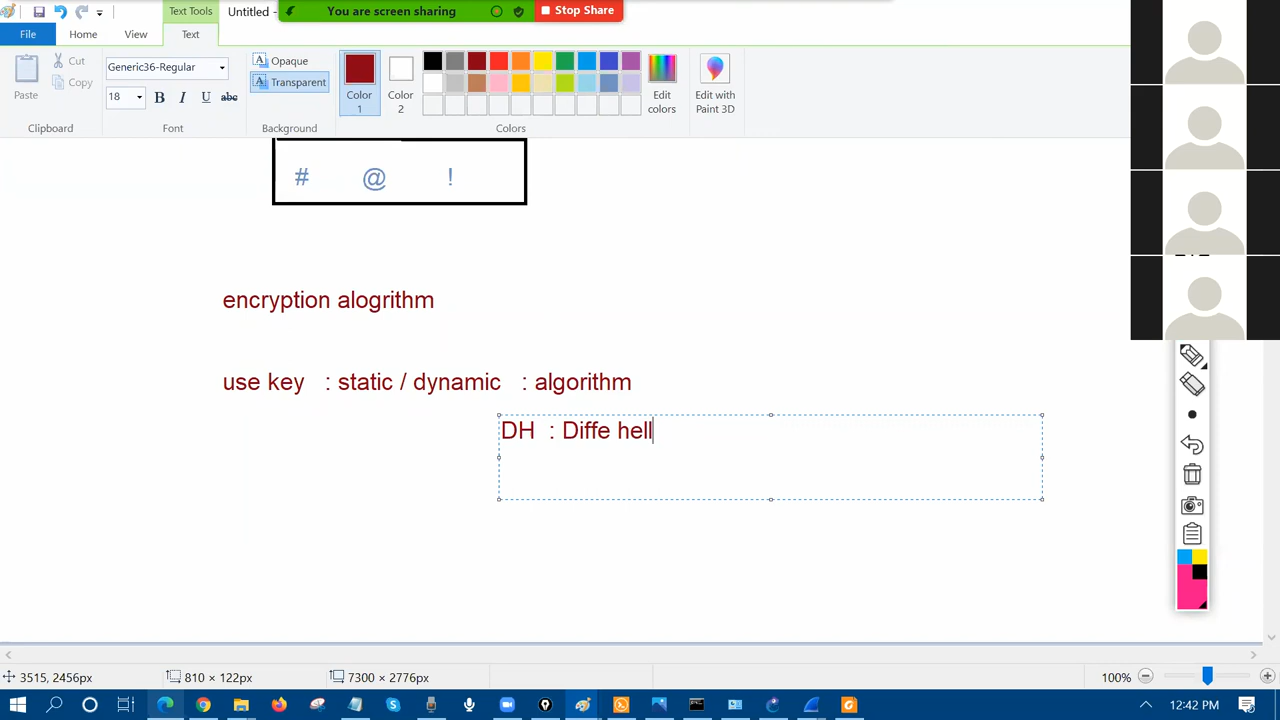 Text Tools
Untitled -
You are screen sharing
Stop Share
File
Home
View
Text
Paste
Cut
Copy
Clipboard
Generic36-Regular
18
B I U abc
Font
Opaque
Transparent
Background
Color 1
Color 2
Edit colors
Colors
Edit with Paint 3D
# @ !
encryption alogrithm
use key : static / dynamic : algorithm
DH : Diffe hell
3515, 2456px
810 × 122px
7300 × 2776px
100%
12:42 PM